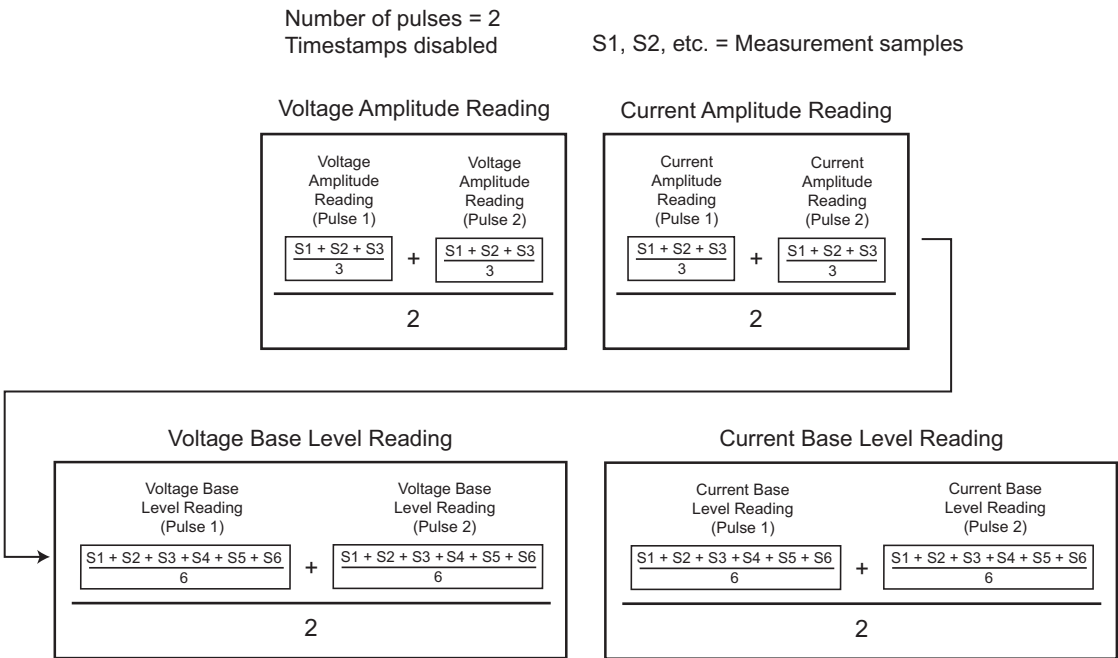 Number of pulses = 2
Timestamps disabled
S1, S2, etc. = Measurement samples
Voltage Amplitude Reading
Voltage
Amplitude
Reading
(Pulse 1)
S1 + S2 + S3
3
+
Voltage
Amplitude
Reading
(Pulse 2)
S1 + S2 + S3
3
2
Current Amplitude Reading
Current
Amplitude
Reading
(Pulse 1)
S1 + S2 + S3
3
+
Current
Amplitude
Reading
(Pulse 2)
S1 + S2 + S3
3
2
Voltage Base Level Reading
Voltage Base
Level Reading
(Pulse 1)
S1 + S2 + S3 +S4 + S5 + S6
6
+
Voltage Base
Level Reading
(Pulse 2)
S1 + S2 + S3 +S4 + S5 + S6
6
2
Current Base Level Reading
Current Base
Level Reading
(Pulse 1)
S1 + S2 + S3 +S4 + S5 + S6
6
+
Current Base
Level Reading
(Pulse 2)
S1 + S2 + S3 +S4 + S5 + S6
6
2